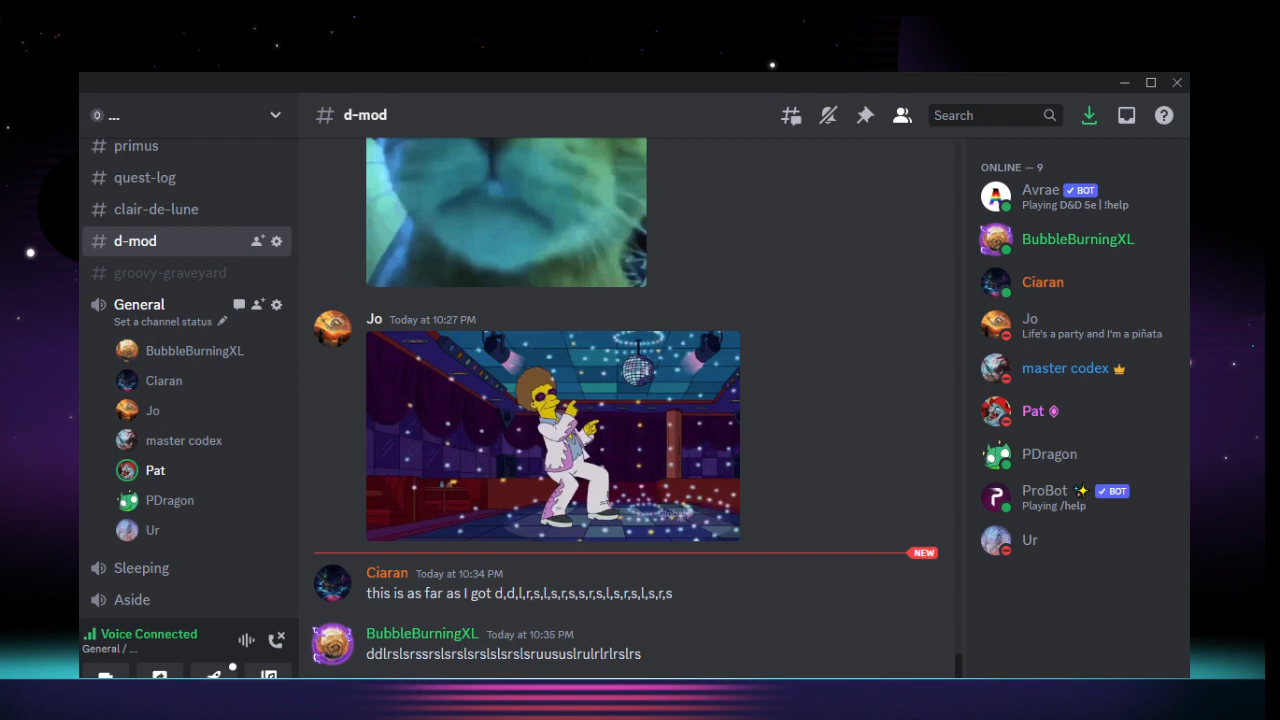 ...
# d-mod
Search
# primus
# quest-log
# clair-de-lune
# d-mod
# groovy-graveyard
General
Set a channel status
BubbleBurningXL
Ciaran
Jo
master codex
Pat
PDragon
Ur
Sleeping
Aside
Voice Connected
General / ...
Jo Today at 10:27 PM
NEW
Ciaran Today at 10:34 PM
this is as far as I got d,d,l,r,s,l,s,r,s,s,r,s,l,s,r,s,l,s,r,s
BubbleBurningXL Today at 10:35 PM
ddlrslsrssrslsrslsrslslsrslsruususlrulrlrlrslrs
ONLINE — 9
Avrae ✓ BOT
Playing D&D 5e | !help
BubbleBurningXL
Ciaran
Jo
Life's a party and I'm a piñata
master codex
Pat
PDragon
ProBot ✨ ✓ BOT
Playing /help
Ur